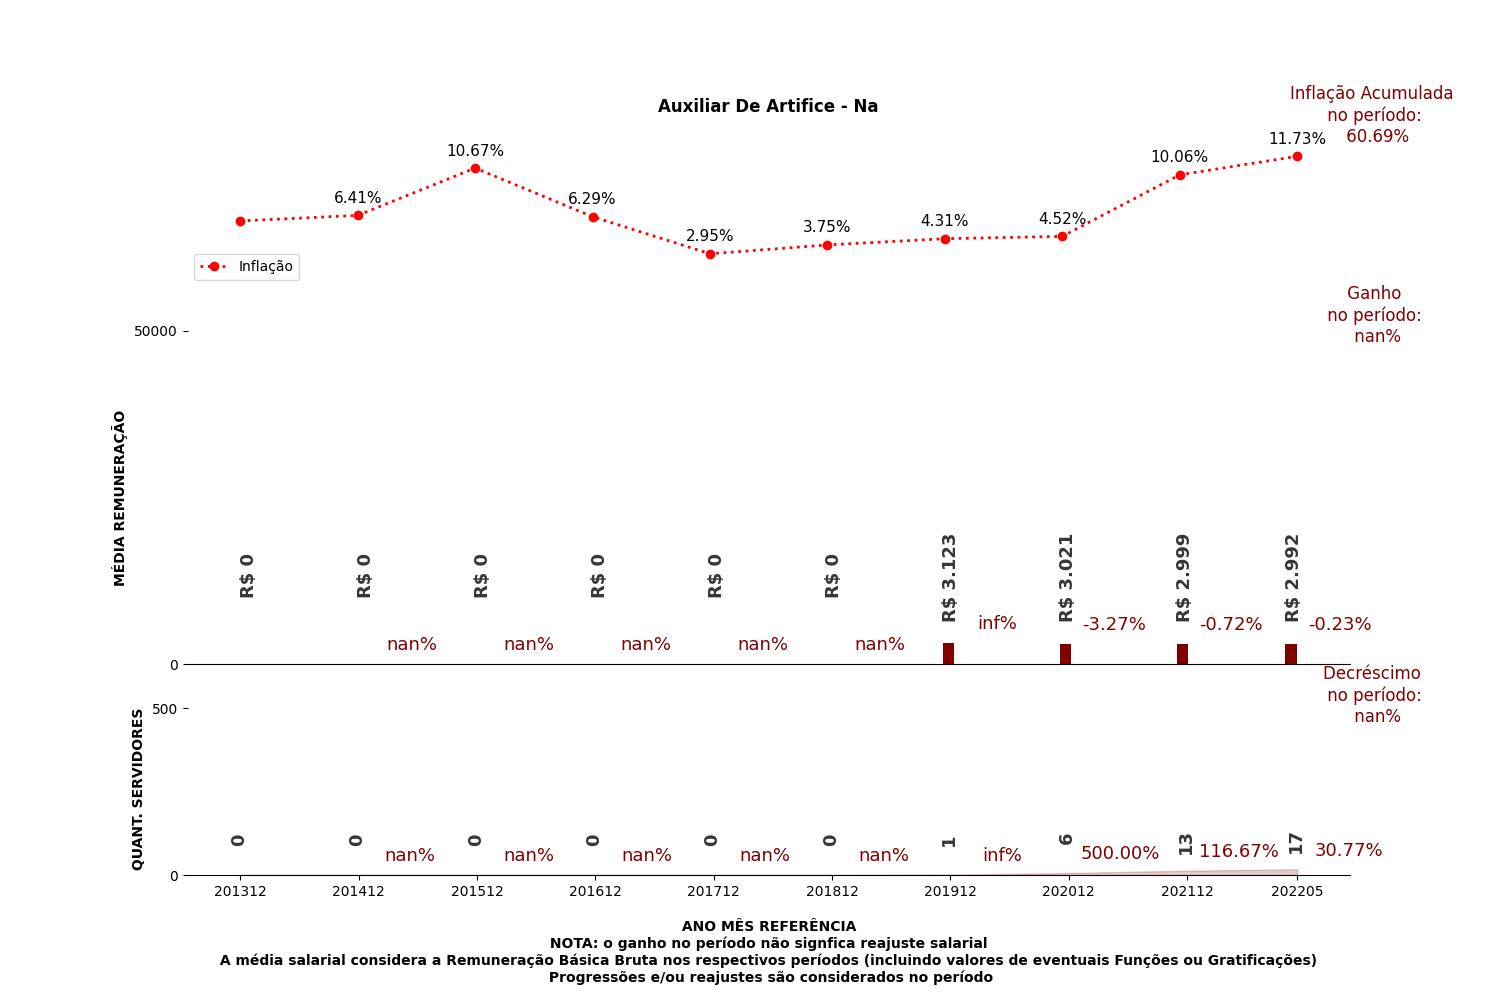 Auxiliar De Artifice - Na
Inflação Acumulada
no período:
60.69%
6.41%
10.67%
6.29%
2.95%
3.75%
4.31%
4.52%
10.06%
11.73%
Inflação
Ganho
no período:
nan%
50000
0
MÉDIA REMUNERAÇÃO
R$ 0
R$ 0
R$ 0
R$ 0
R$ 0
R$ 0
R$ 3.123
R$ 3.021
R$ 2.999
R$ 2.992
nan%
nan%
nan%
nan%
nan%
inf%
-3.27%
-0.72%
-0.23%
Decréscimo
no período:
nan%
500
0
QUANT. SERVIDORES
0
0
0
0
0
0
1
6
13
17
nan%
nan%
nan%
nan%
nan%
inf%
500.00%
116.67%
30.77%
201312
201412
201512
201612
201712
201812
201912
202012
202112
202205
ANO MÊS REFERÊNCIA
NOTA: o ganho no período não signfica reajuste salarial
A média salarial considera a Remuneração Básica Bruta nos respectivos períodos (incluindo valores de eventuais Funções ou Gratificações)
Progressões e/ou reajustes são considerados no período